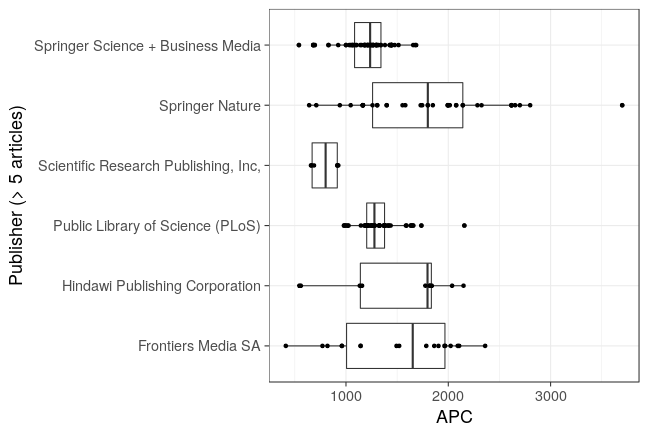 Publisher (> 5 articles)
Springer Science + Business Media
Springer Nature
Scientific Research Publishing, Inc,
Public Library of Science (PLoS)
Hindawi Publishing Corporation
Frontiers Media SA
1000 2000 3000
APC